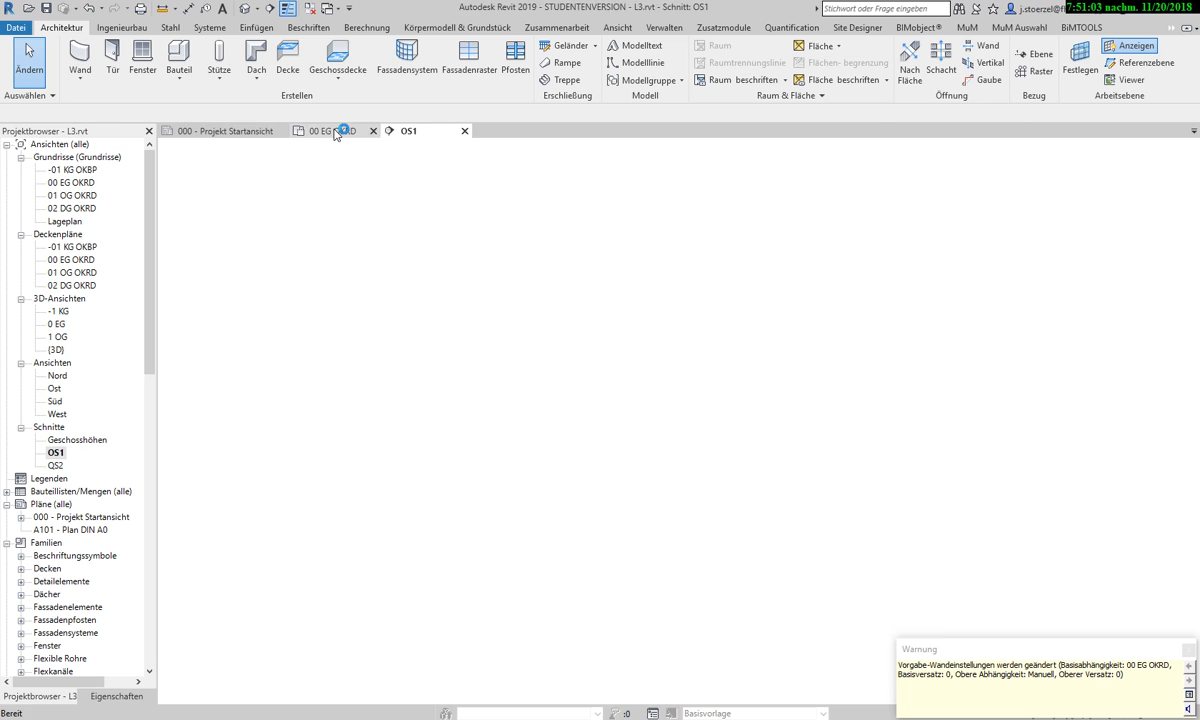 Autodesk Revit 2019 - STUDENTENVERSION - L3.rvt - Schnitt: OS1
Stichwort oder Frage eingeben
j.stoerzel@fl
7:51:03 nachm. 11/20/2018
Datei Architektur Ingenieurbau Stahl Systeme Einfügen Beschriften Berechnung Körpermodell & Grundstück Zusammenarbeit Ansicht Verwalten Zusatzmodule Quantification Site Designer BIMobject® MuM MuM Auswahl BiMTOOLS
Ändern Wand Tür Fenster Bauteil Stütze Dach Decke Geschossdecke Fassadensystem Fassadenraster Pfosten
Geländer Modelltext Raum Fläche
Rampe Modelllinie Raumtrennungslinie Flächen- begrenzung
Treppe Modellgruppe Raum beschriften Fläche beschriften
Nach Fläche Schacht
Wand
Vertikal
Gaube
Ebene
Raster
Festlegen
Anzeigen
Referenzebene
Viewer
Auswählen Erstellen Erschließung Modell Raum & Fläche Öffnung Bezug Arbeitsebene
Projektbrowser - L3.rvt
000 - Projekt Startansicht 00 EG OKRD OS1
Ansichten (alle)
Grundrisse (Grundrisse)
-01 KG OKBP
00 EG OKRD
01 OG OKRD
02 DG OKRD
Lageplan
Deckenpläne
-01 KG OKBP
00 EG OKRD
01 OG OKRD
02 DG OKRD
3D-Ansichten
-1 KG
0 EG
1 OG
{3D}
Ansichten
Nord
Ost
Süd
West
Schnitte
Geschosshöhen
OS1
QS2
Legenden
Bauteillisten/Mengen (alle)
Pläne (alle)
000 - Projekt Startansicht
A101 - Plan DIN A0
Familien
Beschriftungssymbole
Decken
Detailelemente
Dächer
Fassadenelemente
Fassadenpfosten
Fassadensysteme
Fenster
Flexible Rohre
Flexkanäle
Projektbrowser - L3 Eigenschaften
Warnung
Vorgabe-Wandeinstellungen werden geändert (Basisabhängigkeit: 00 EG OKRD,
Basisversatz: 0, Obere Abhängigkeit: Manuell, Oberer Versatz: 0)
Bereit
:0
Basisvorlage